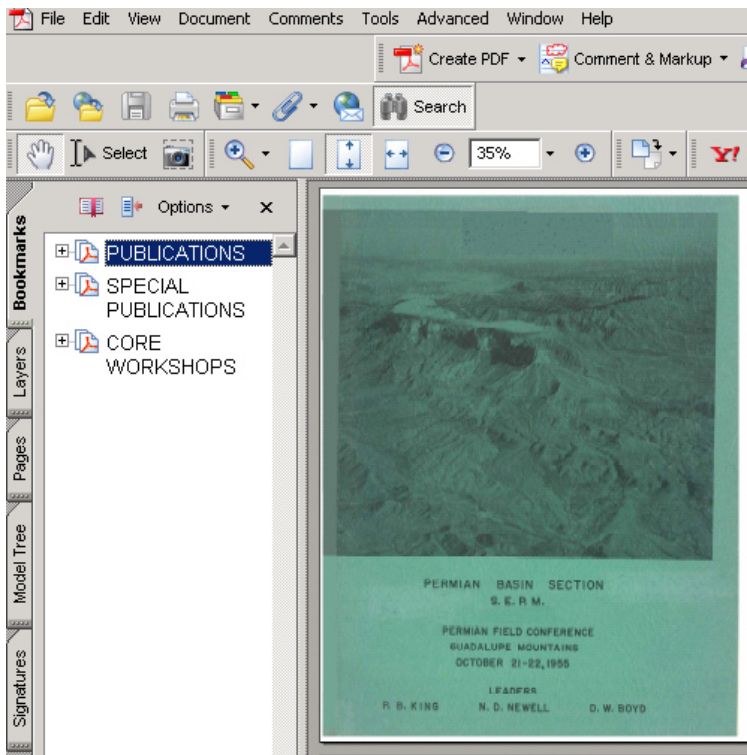 File Edit View Document Comments Tools Advanced Window Help
Create PDF Comment & Markup
Search
Select 35% Y!
Options x
Bookmarks
PUBLICATIONS
SPECIAL
PUBLICATIONS
CORE
WORKSHOPS
Layers
Pages
Model Tree
Signatures
PERMIAN BASIN SECTION
S. E. P. M.
PERMIAN FIELD CONFERENCE
GUADALUPE MOUNTAINS
OCTOBER 21-22, 1955
LEADERS
P. B. KING N. D. NEWELL D. W. BOYD